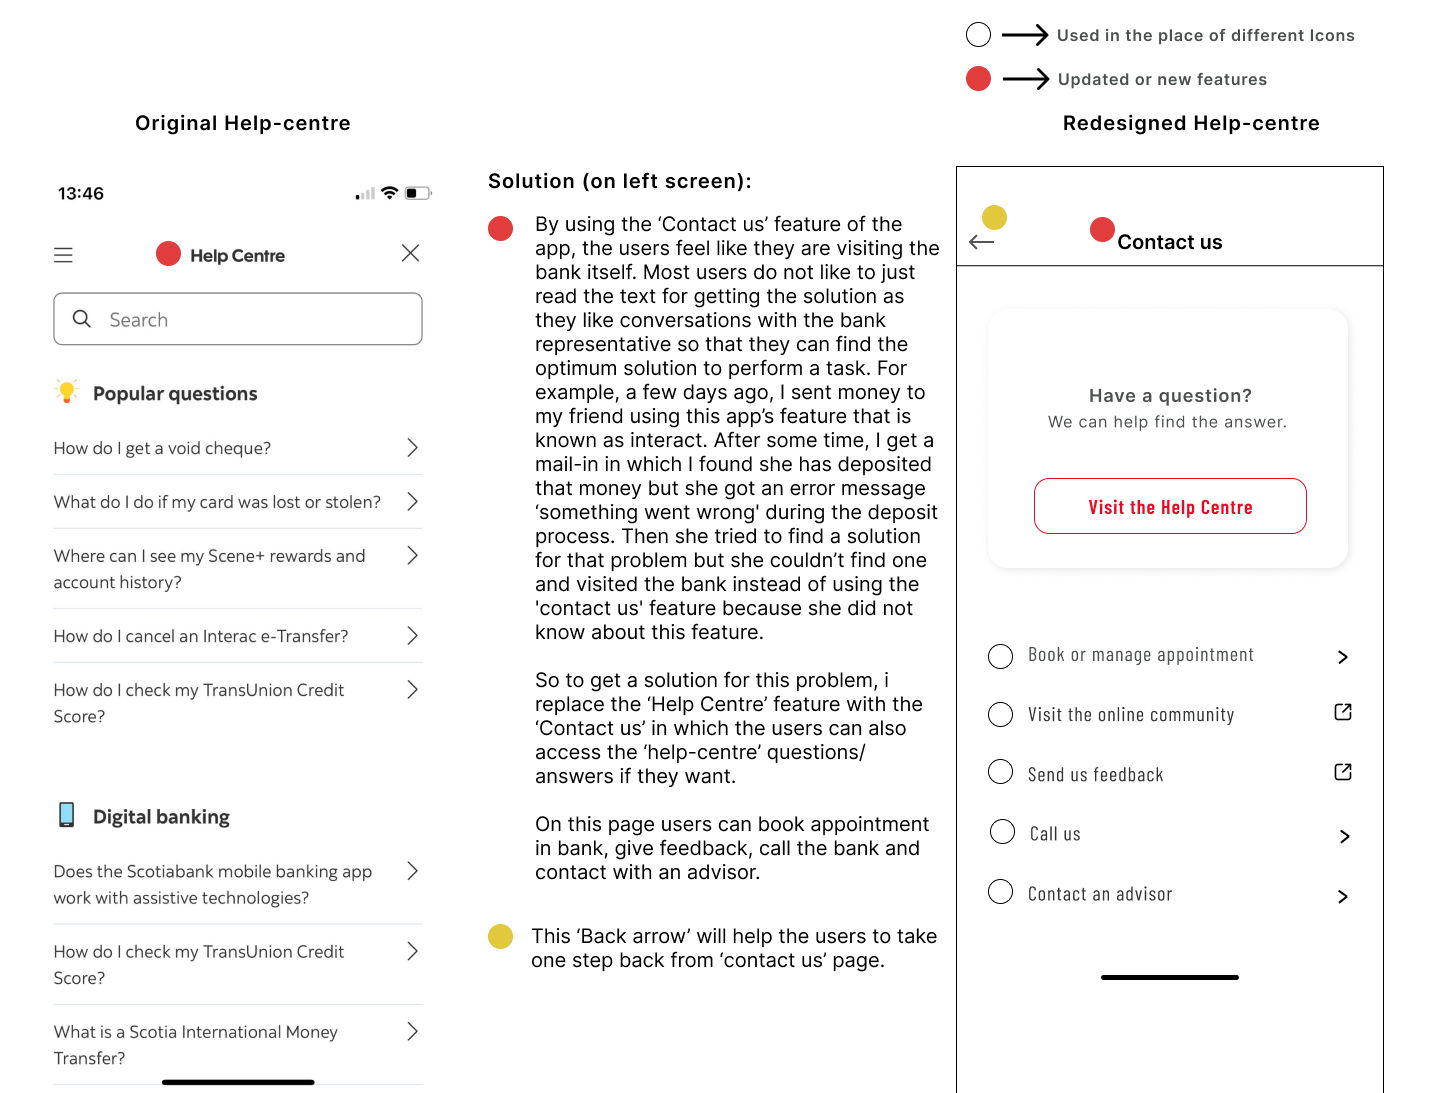 Used in the place of different Icons
Updated or new features
Original Help-centre
Redesigned Help-centre
13:46
Help Centre
Search
Popular questions
How do I get a void cheque?
What do I do if my card was lost or stolen?
Where can I see my Scene+ rewards and
account history?
How do I cancel an Interac e-Transfer?
How do I check my TransUnion Credit
Score?
Digital banking
Does the Scotiabank mobile banking app
work with assistive technologies?
How do I check my TransUnion Credit
Score?
What is a Scotia International Money
Transfer?
Solution (on left screen):
By using the ‘Contact us’ feature of the
app, the users feel like they are visiting the
bank itself. Most users do not like to just
read the text for getting the solution as
they like conversations with the bank
representative so that they can find the
optimum solution to perform a task. For
example, a few days ago, I sent money to
my friend using this app’s feature that is
known as interact. After some time, I get a
mail-in in which I found she has deposited
that money but she got an error message
‘something went wrong' during the deposit
process. Then she tried to find a solution
for that problem but she couldn’t find one
and visited the bank instead of using the
'contact us' feature because she did not
know about this feature.
So to get a solution for this problem, i
replace the ‘Help Centre’ feature with the
‘Contact us’ in which the users can also
access the ‘help-centre’ questions/
answers if they want.
On this page users can book appointment
in bank, give feedback, call the bank and
contact with an advisor.
This ‘Back arrow’ will help the users to take
one step back from ‘contact us’ page.
Contact us
Have a question?
We can help find the answer.
Visit the Help Centre
Book or manage appointment
Visit the online community
Send us feedback
Call us
Contact an advisor